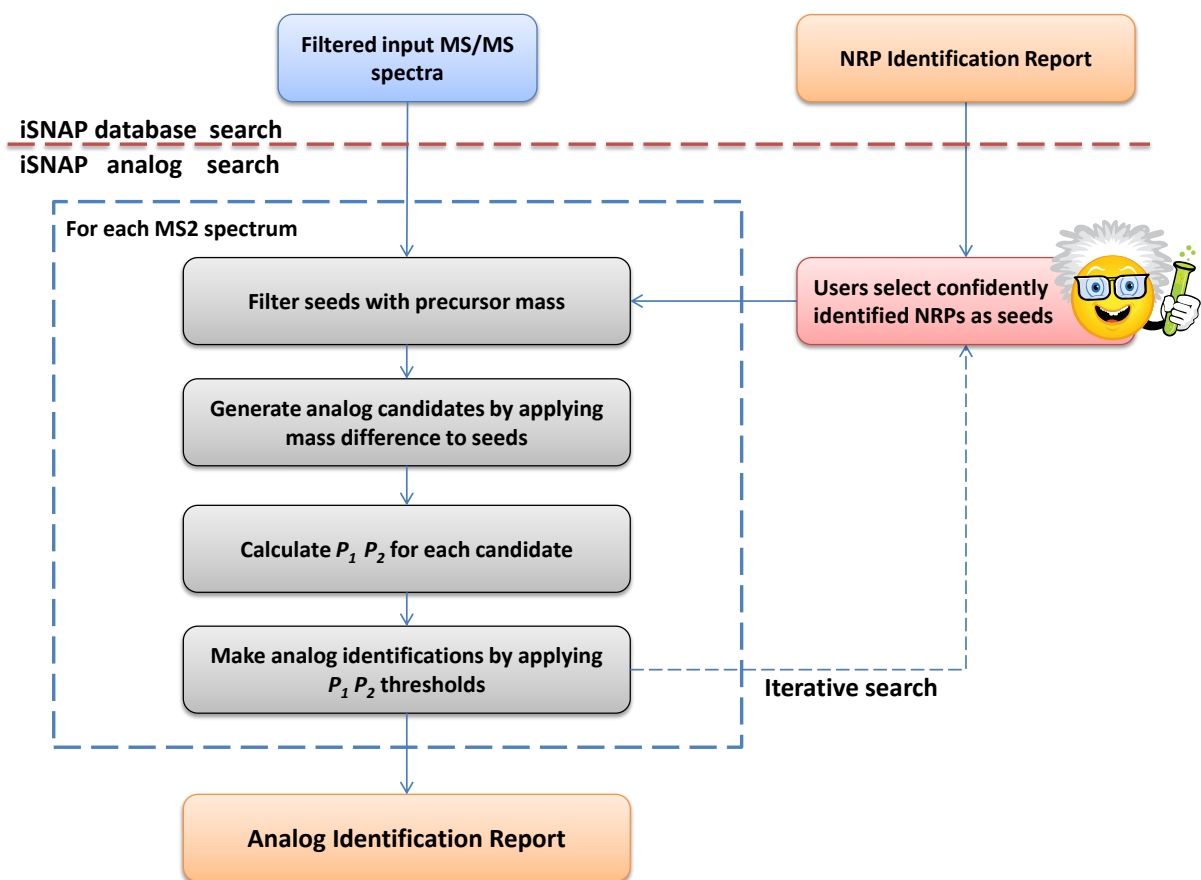 Filtered input MS/MS
spectra
NRP Identification Report
iSNAP database search
iSNAP analog search
For each MS2 spectrum
Filter seeds with precursor mass
Users select confidently
identified NRPs as seeds
Generate analog candidates by applying
mass difference to seeds
Calculate P1 P2 for each candidate
Make analog identifications by applying
P1 P2 thresholds
Iterative search
Analog Identification Report